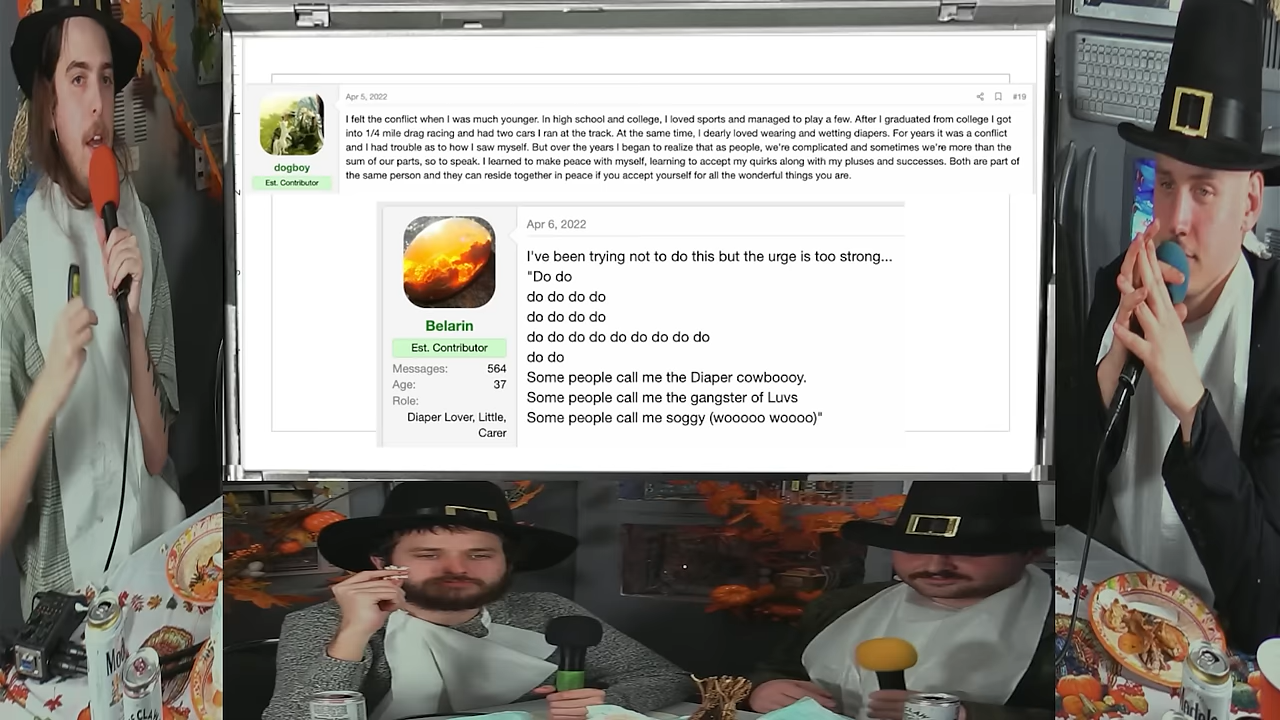 Apr 5, 2022
#19
I felt the conflict when I was much younger. In high school and college, I loved sports and managed to play a few. After I graduated from college I got
into 1/4 mile drag racing and had two cars I ran at the track. At the same time, I dearly loved wearing and wetting diapers. For years it was a conflict
and I had trouble as to how I saw myself. But over the years I began to realize that as people, we're complicated and sometimes we're more than the
sum of our parts, so to speak. I learned to make peace with myself, learning to accept my quirks along with my pluses and successes. Both are part of
the same person and they can reside together in peace if you accept yourself for all the wonderful things you are.
dogboy
Est. Contributor
Apr 6, 2022
I've been trying not to do this but the urge is too strong...
"Do do
do do do do
do do do do
do do do do do do do do do
do do
Some people call me the Diaper cowboooy.
Some people call me the gangster of Luvs
Some people call me soggy (wooooo woooo)"
Belarin
Est. Contributor
Messages: 564
Age: 37
Role:
Diaper Lover, Little,
Carer